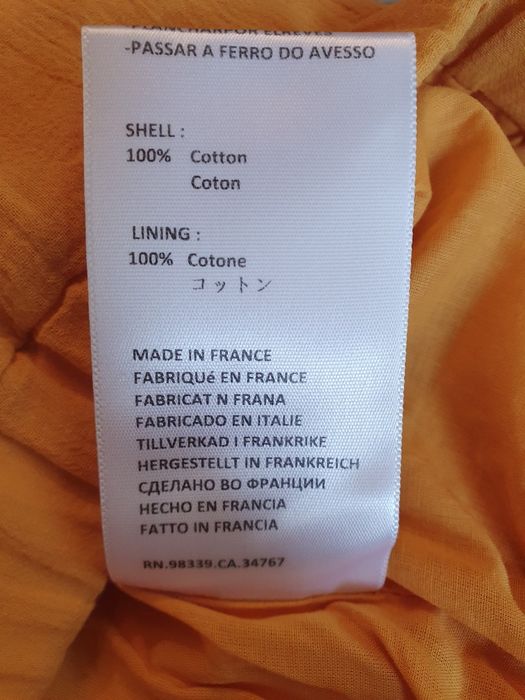 -PASSAR A FERRO DO AVESSO
SHELL :
100% Cotton
Coton
LINING :
100% Cotone
コットン
MADE IN FRANCE
FABRIQUé EN FRANCE
FABRICAT N FRANA
FABRICADO EN ITALIE
TILLVERKAD I FRANKRIKE
HERGESTELLT IN FRANKREICH
СДЕЛАНО ВО ФРАНЦИИ
HECHO EN FRANCIA
FATTO IN FRANCIA
RN.98339.CA.34767